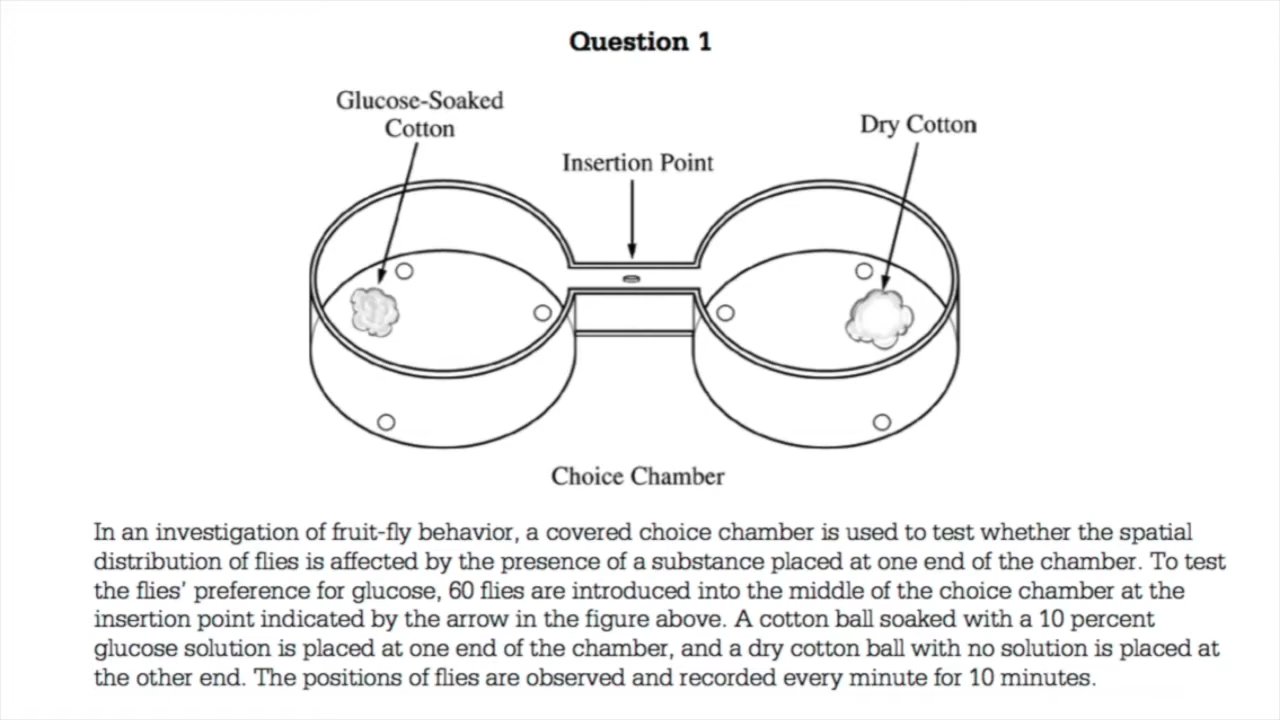 Question 1
Glucose-Soaked
Cotton
Dry Cotton
Insertion Point
Choice Chamber
In an investigation of fruit-fly behavior, a covered choice chamber is used to test whether the spatial
distribution of flies is affected by the presence of a substance placed at one end of the chamber. To test
the flies’ preference for glucose, 60 flies are introduced into the middle of the choice chamber at the
insertion point indicated by the arrow in the figure above. A cotton ball soaked with a 10 percent
glucose solution is placed at one end of the chamber, and a dry cotton ball with no solution is placed at
the other end. The positions of flies are observed and recorded every minute for 10 minutes.